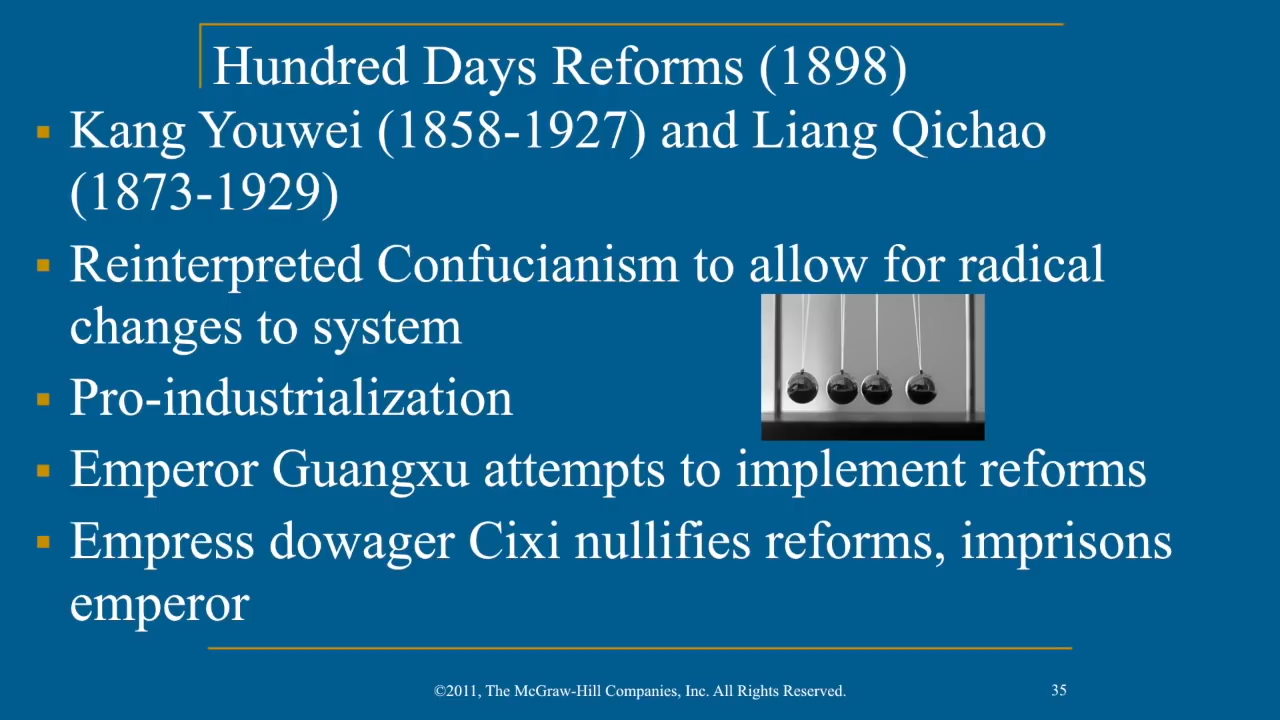 Hundred Days Reforms (1898)
Kang Youwei (1858-1927) and Liang Qichao
(1873-1929)
Reinterpreted Confucianism to allow for radical
changes to system
Pro-industrialization
Emperor Guangxu attempts to implement reforms
Empress dowager Cixi nullifies reforms, imprisons
emperor
©2011, The McGraw-Hill Companies, Inc. All Rights Reserved.
35